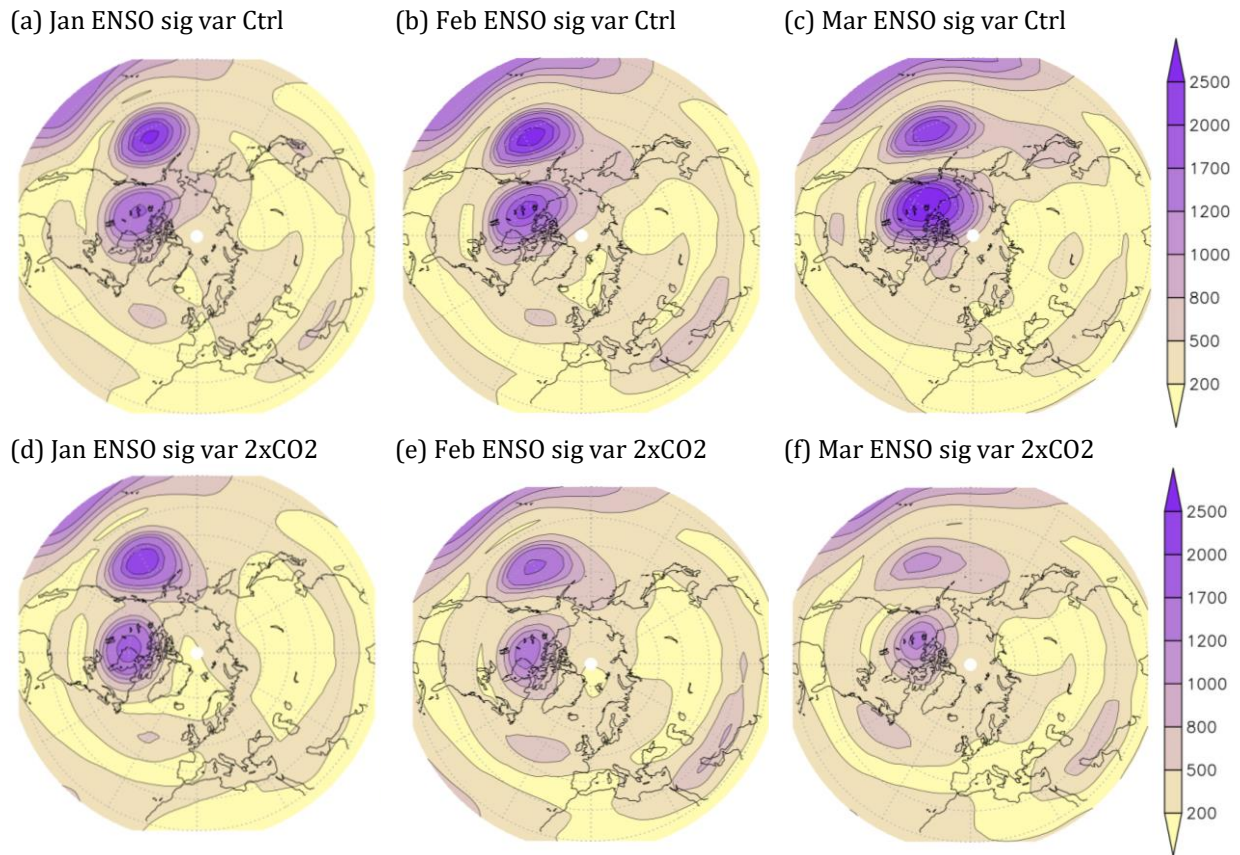 (a) Jan ENSO sig var Ctrl
(b) Feb ENSO sig var Ctrl
(c) Mar ENSO sig var Ctrl
2500
2000
1700
1200
1000
800
500
200
(d) Jan ENSO sig var 2xCO2
(e) Feb ENSO sig var 2xCO2
(f) Mar ENSO sig var 2xCO2
2500
2000
1700
1200
1000
800
500
200